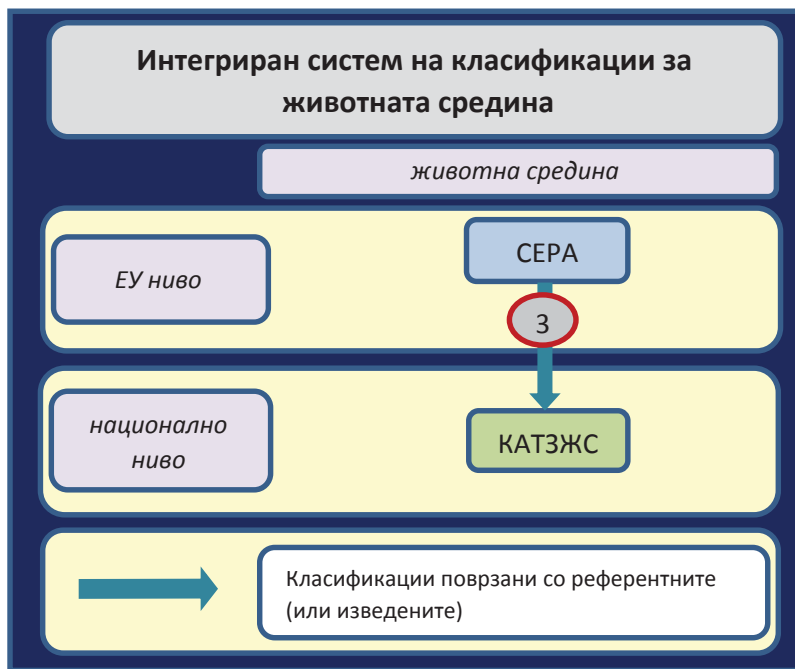 Интегриран систем на класификации за
животната средина
животна средина
ЕУ ниво
СЕРА
3
национално
ниво
КАТЗЖС
Класификации поврзани со референтните
(или изведените)